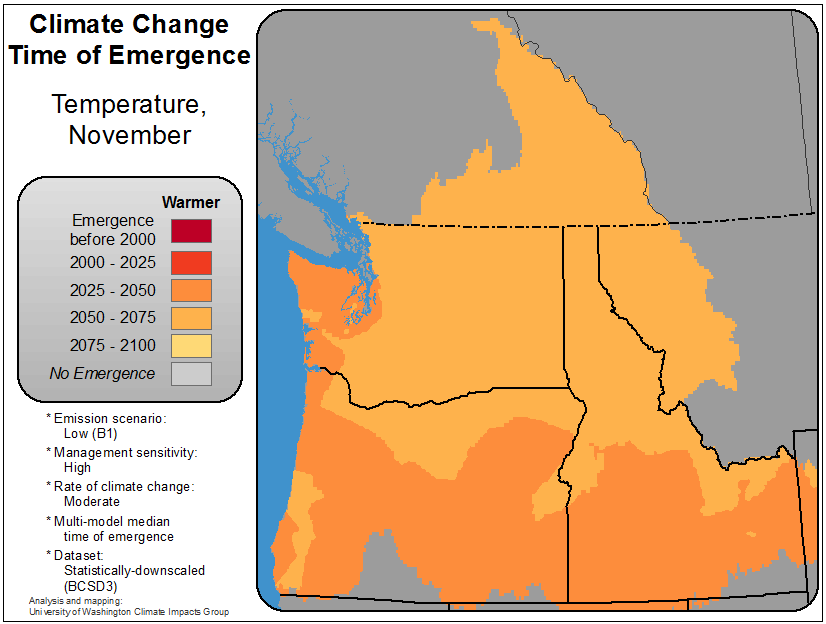 Climate Change
Time of Emergence
Temperature,
November
Warmer
Emergence
before 2000
2000 - 2025
2025 - 2050
2050 - 2075
2075 - 2100
No Emergence
* Emission scenario:
Low (B1)
* Management sensitivity:
High
* Rate of climate change:
Moderate
* Multi-model median
time of emergence
* Dataset:
Statistically-downscaled
(BCSD3)
Analysis and mapping:
University of Washington Climate Impacts Group